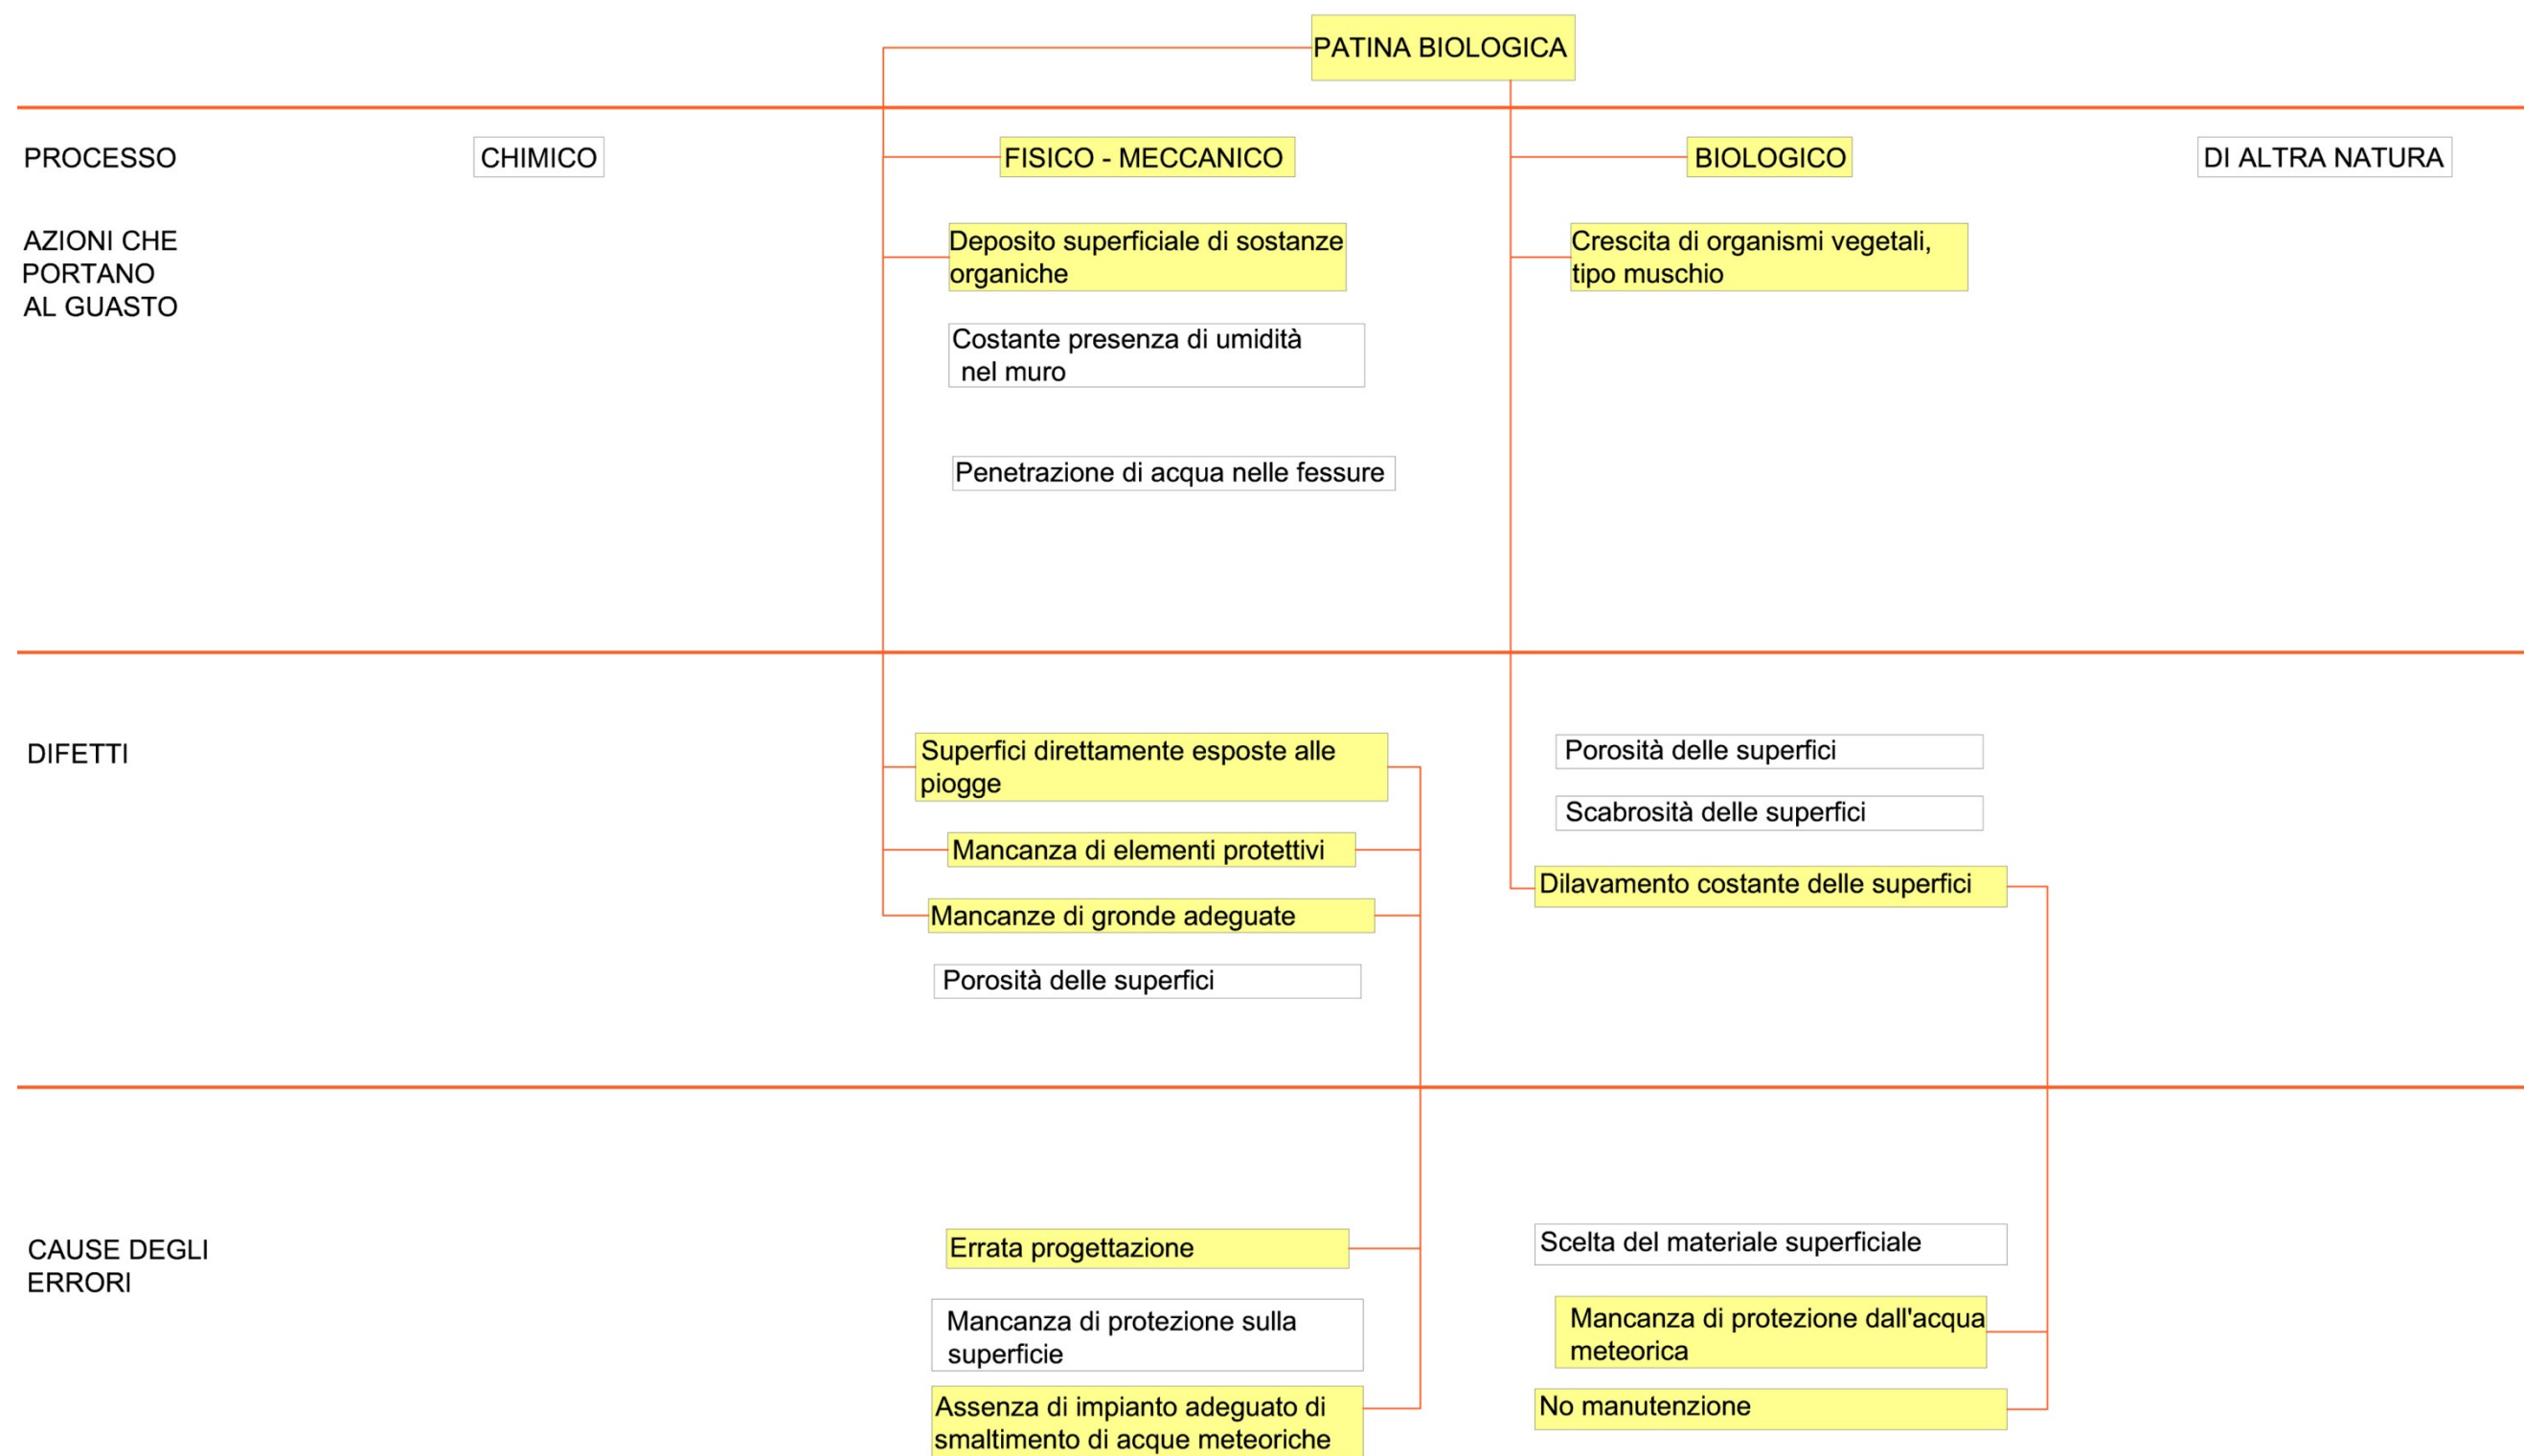 PATINA BIOLOGICA
PROCESSO
CHIMICO
FISICO - MECCANICO
BIOLOGICO
DI ALTRA NATURA
AZIONI CHE
PORTANO
AL GUASTO
Deposito superficiale di sostanze
organiche
Crescita di organismi vegetali,
tipo muschio
Costante presenza di umidità
nel muro
Penetrazione di acqua nelle fessure
DIFETTI
Superfici direttamente esposte alle
piogge
Mancanza di elementi protettivi
Mancanze di gronde adeguate
Porosità delle superfici
Porosità delle superfici
Scabrosità delle superfici
Dilavamento costante delle superfici
CAUSE DEGLI
ERRORI
Errata progettazione
Mancanza di protezione sulla
superficie
Assenza di impianto adeguato di
smaltimento di acque meteoriche
Scelta del materiale superficiale
Mancanza di protezione dall'acqua
meteorica
No manutenzione